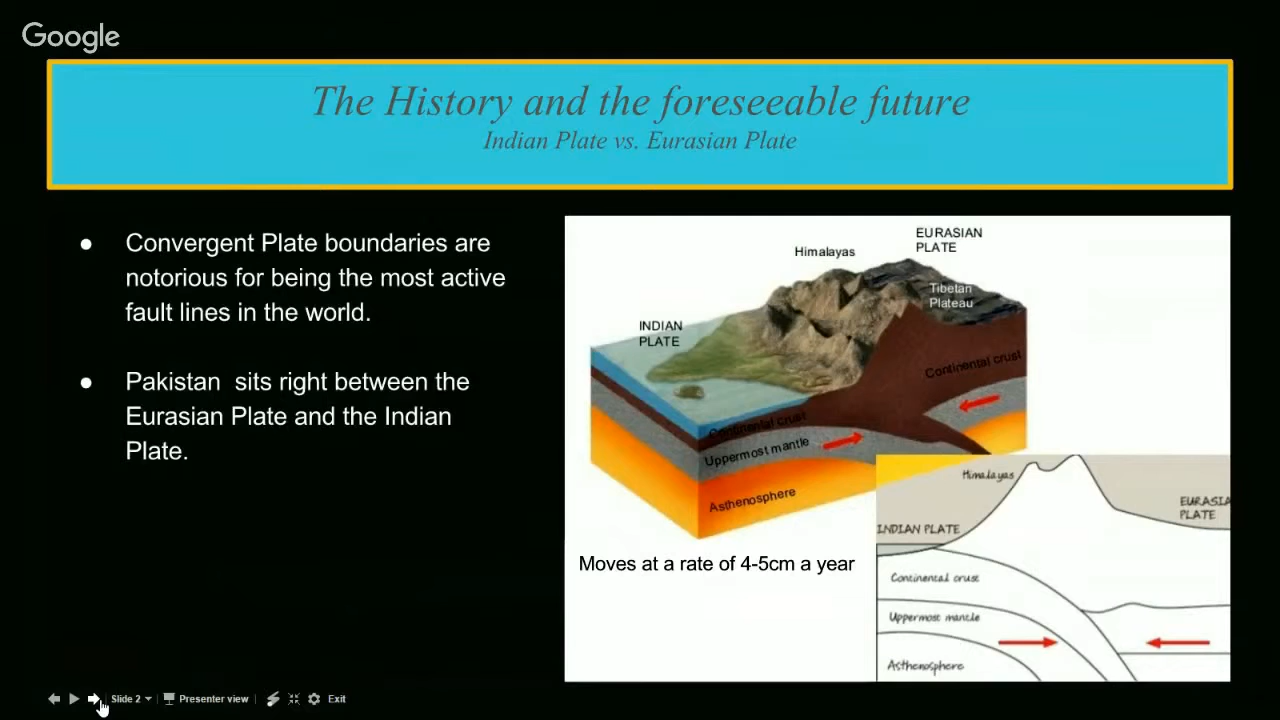 Google
The History and the foreseeable future
Indian Plate vs. Eurasian Plate
● Convergent Plate boundaries are
notorious for being the most active
fault lines in the world.
● Pakistan sits right between the
Eurasian Plate and the Indian
Plate.
EURASIAN
PLATE
Himalayas
Tibetan
Plateau
INDIAN
PLATE
Continental crust
Continental crust
Uppermost mantle
Asthenosphere
Moves at a rate of 4-5cm a year
Himalayas
EURASIA
PLATE
INDIAN PLATE
Continental crust
Uppermost mantle
Asthenosphere
Slide 2
Presenter view
Exit